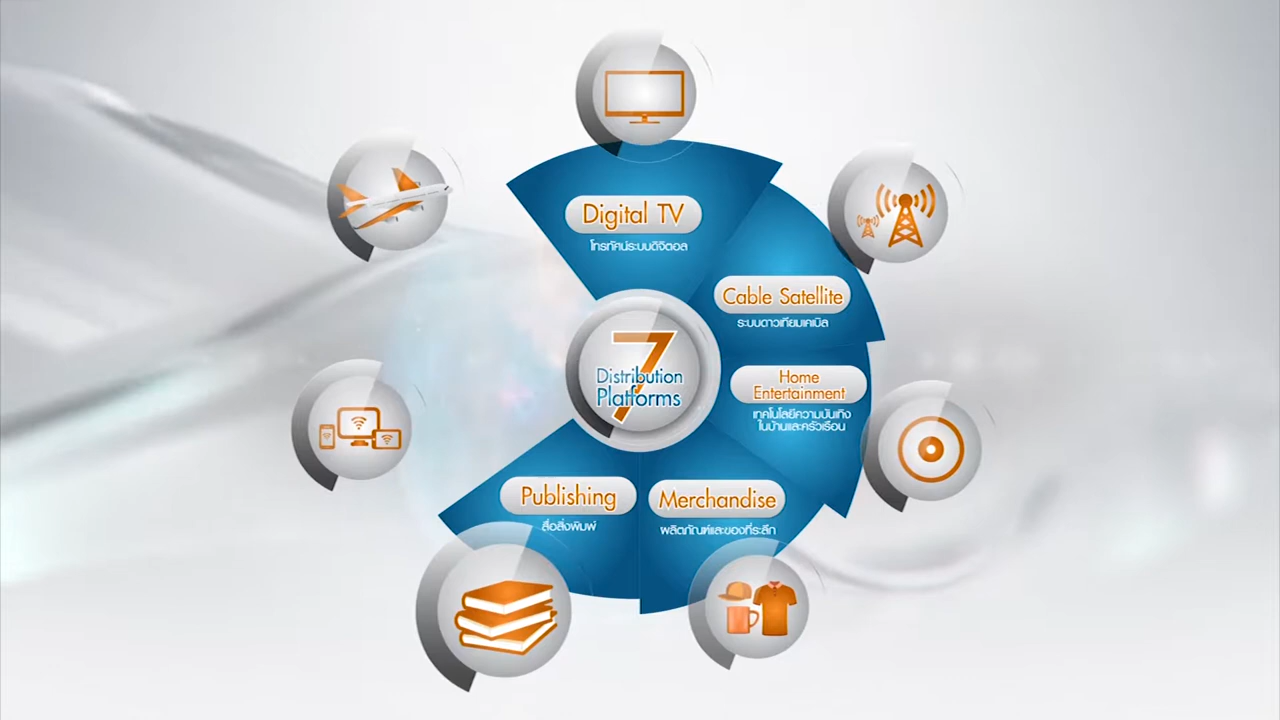 Digital TV
โทรทัศน์ระบบดิจิตอล
Cable Satellite
ระบบดาวเทียมเคเบิล
Home
Entertainment
เทคโนโลยีความบันเทิง
ในบ้านและครัวเรือน
7
Distribution
Platforms
Publishing
สื่อสิ่งพิมพ์
Merchandise
ผลิตภัณฑ์และของที่ระลึก